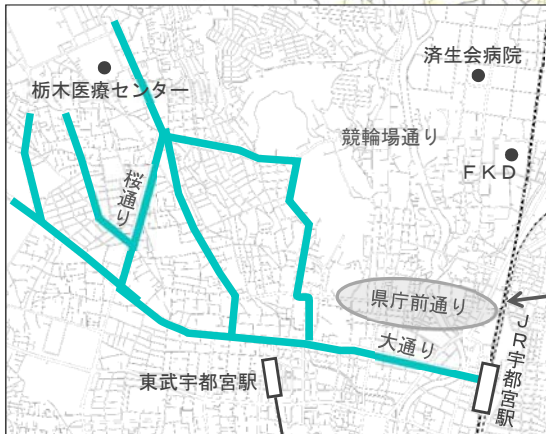 済生会病院
栃木医療センター
競輪場通り
ＦＫＤ
桜通り
県庁前通り
大通り
ＪＲ宇都宮駅
東武宇都宮駅